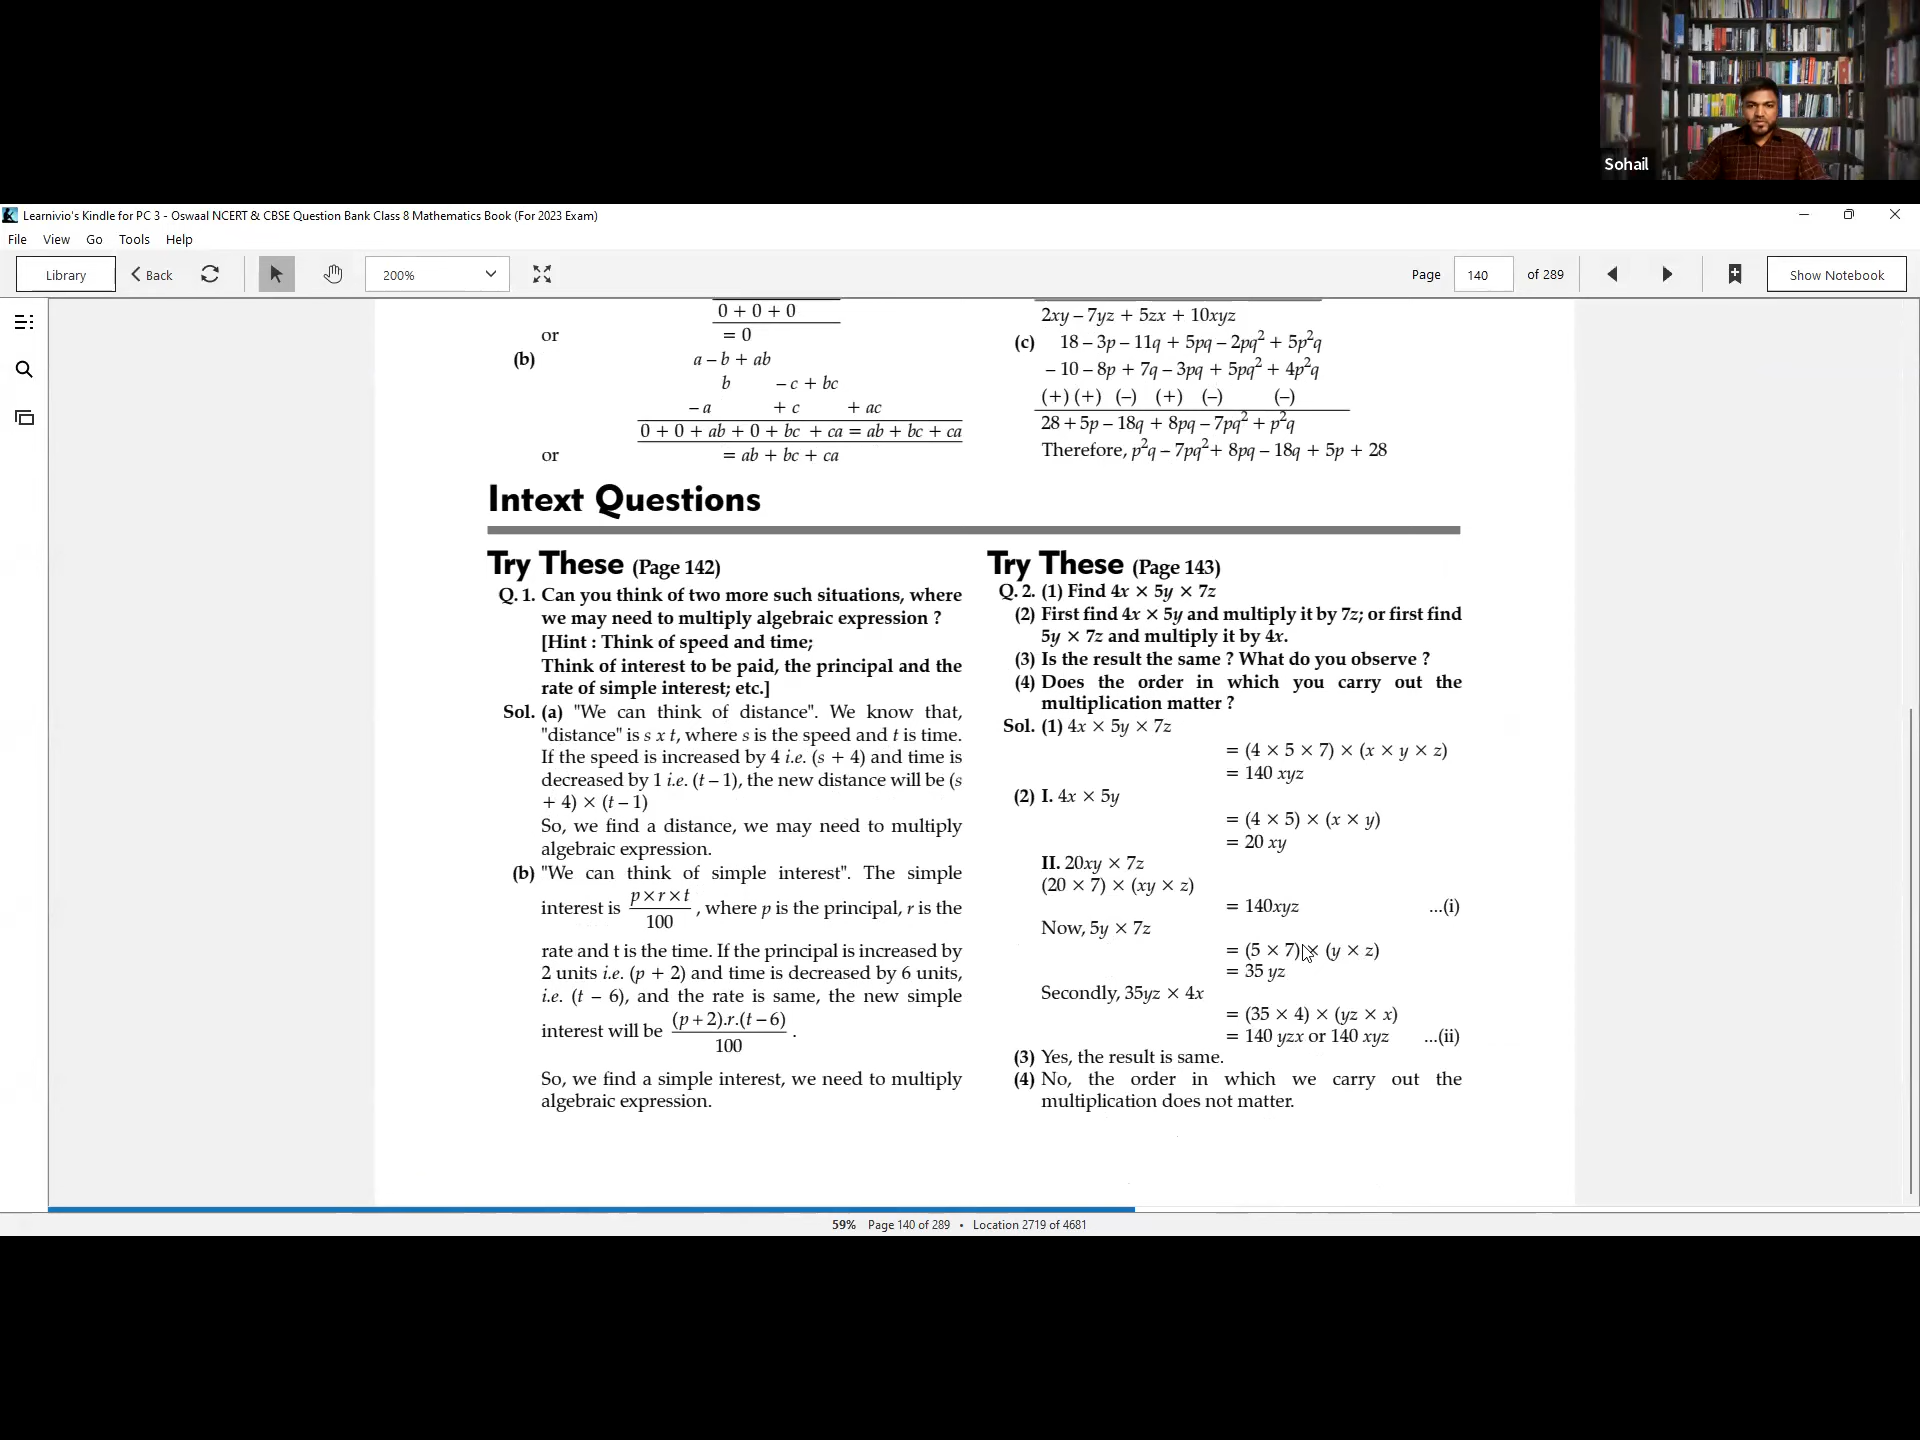 Sohail
Learnivio's Kindle for PC 3 - Oswaal NCERT & CBSE Question Bank Class 8 Mathematics Book (For 2023 Exam)
File View Go Tools Help
Library Back 200% Page 140 of 289 Show Notebook
0 + 0 + 0
or = 0
(b) a – b + ab
b – c + bc
– a + c + ac
0 + 0 + ab + 0 + bc + ca = ab + bc + ca
or = ab + bc + ca
2xy – 7yz + 5zx + 10xyz
(c) 18 – 3p – 11q + 5pq – 2pq² + 5p²q
– 10 – 8p + 7q – 3pq + 5pq² + 4p²q
(+) (+) (–) (+) (–) (–)
28 + 5p – 18q + 8pq – 7pq² + p²q
Therefore, p²q – 7pq² + 8pq – 18q + 5p + 28
Intext Questions
Try These (Page 142)
Q. 1. Can you think of two more such situations, where
we may need to multiply algebraic expression ?
[Hint : Think of speed and time;
Think of interest to be paid, the principal and the
rate of simple interest; etc.]
Sol. (a) "We can think of distance". We know that,
"distance" is s x t, where s is the speed and t is time.
If the speed is increased by 4 i.e. (s + 4) and time is
decreased by 1 i.e. (t – 1), the new distance will be (s
+ 4) × (t – 1)
So, we find a distance, we may need to multiply
algebraic expression.
(b) "We can think of simple interest". The simple
interest is p×r×t/100 , where p is the principal, r is the
rate and t is the time. If the principal is increased by
2 units i.e. (p + 2) and time is decreased by 6 units,
i.e. (t – 6), and the rate is same, the new simple
interest will be (p+2).r.(t–6)/100 .
So, we find a simple interest, we need to multiply
algebraic expression.
Try These (Page 143)
Q. 2. (1) Find 4x × 5y × 7z
(2) First find 4x × 5y and multiply it by 7z; or first find
5y × 7z and multiply it by 4x.
(3) Is the result the same ? What do you observe ?
(4) Does the order in which you carry out the
multiplication matter ?
Sol. (1) 4x × 5y × 7z
= (4 × 5 × 7) × (x × y × z)
= 140 xyz
(2) I. 4x × 5y
= (4 × 5) × (x × y)
= 20 xy
II. 20xy × 7z
(20 × 7) × (xy × z)
= 140xyz ...(i)
Now, 5y × 7z
= (5 × 7) × (y × z)
= 35 yz
Secondly, 35yz × 4x
= (35 × 4) × (yz × x)
= 140 yzx or 140 xyz ...(ii)
(3) Yes, the result is same.
(4) No, the order in which we carry out the
multiplication does not matter.
59% Page 140 of 289 • Location 2719 of 4681